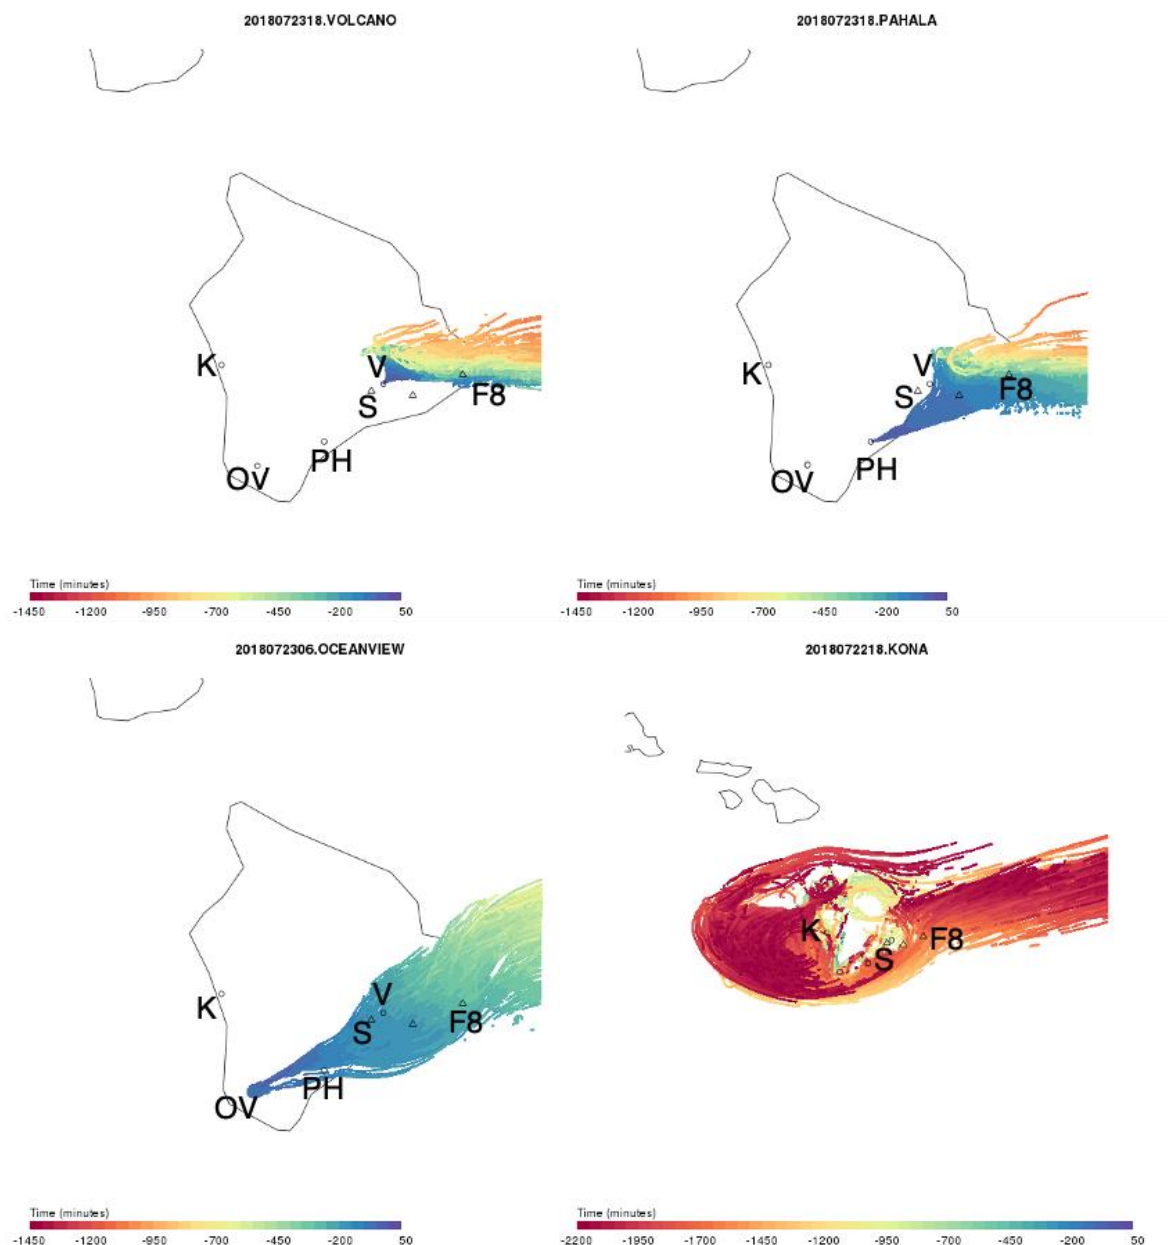 2018072318.VOLCANO
2018072318.PAHALA
K
V
S
F8
PH
OV
K
V
S
F8
PH
OV
Time (minutes)
-1450 -1200 -950 -700 -450 -200 50
Time (minutes)
-1450 -1200 -950 -700 -450 -200 50
2018072306.OCEANVIEW
2018072218.KONA
K
V
S
F8
PH
OV
K
F8
S
Time (minutes)
-1450 -1200 -950 -700 -450 -200 50
Time (minutes)
-2200 -1950 -1700 -1450 -1200 -950 -700 -450 -200 50